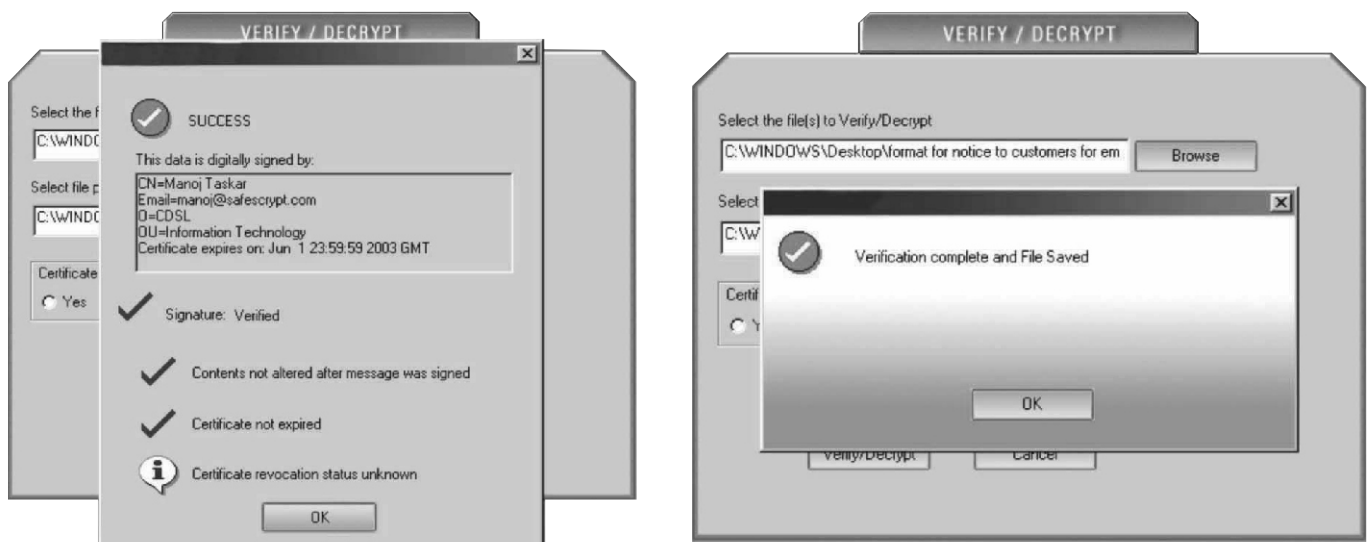 VERIFY / DECRYPT
Select the f
C:\WINDO
Select file p
C:\WINDO
Certificate
Yes
SUCCESS
This data is digitally signed by:
CN=Manoj Taskar
Email=manoj@safescrypt.com
O=CDSL
OU=Information Technology
Certificate expires on: Jun 1 23:59:59 2003 GMT
Signature: Verified
Contents not altered after message was signed
Certificate not expired
Certificate revocation status unknown
OK
VERIFY / DECRYPT
Select the file(s) to Verify/Decrypt
C:\WINDOWS\Desktop\format for notice to customers for em
Browse
Select
C:\W
Certif
Y
Verification complete and File Saved
OK
Verify/Decrypt
Cancel